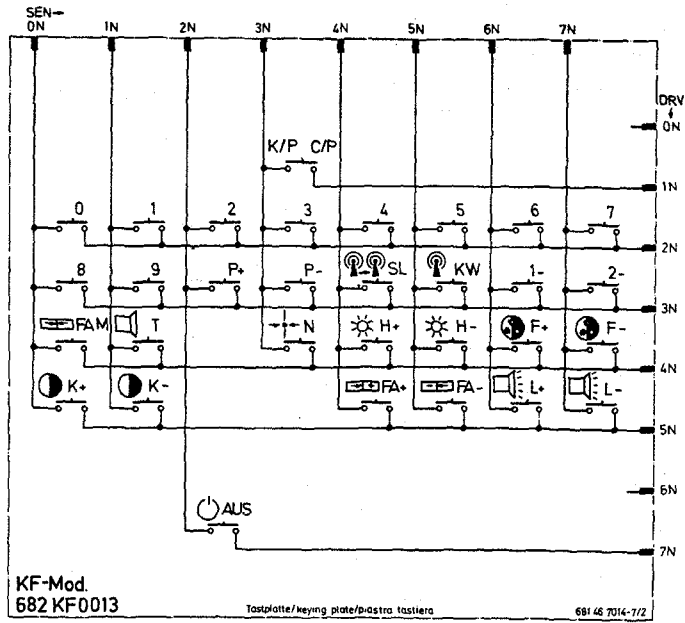 SEN→
0N 1N 2N 3N 4N 5N 6N 7N
DRV
↓
0N
K/P C/P
1N
0 1 2 3 4 5 6 7
2N
8 9 P+ P- SL KW 1- 2-
3N
FAM T N H+ H- F+ F-
4N
K+ K- FA+ FA- L+ L-
5N
6N
AUS
7N
KF-Mod.
682 KF0013
Tastplatte/keying plate/piastra tastiera
681 46 7014-7/2